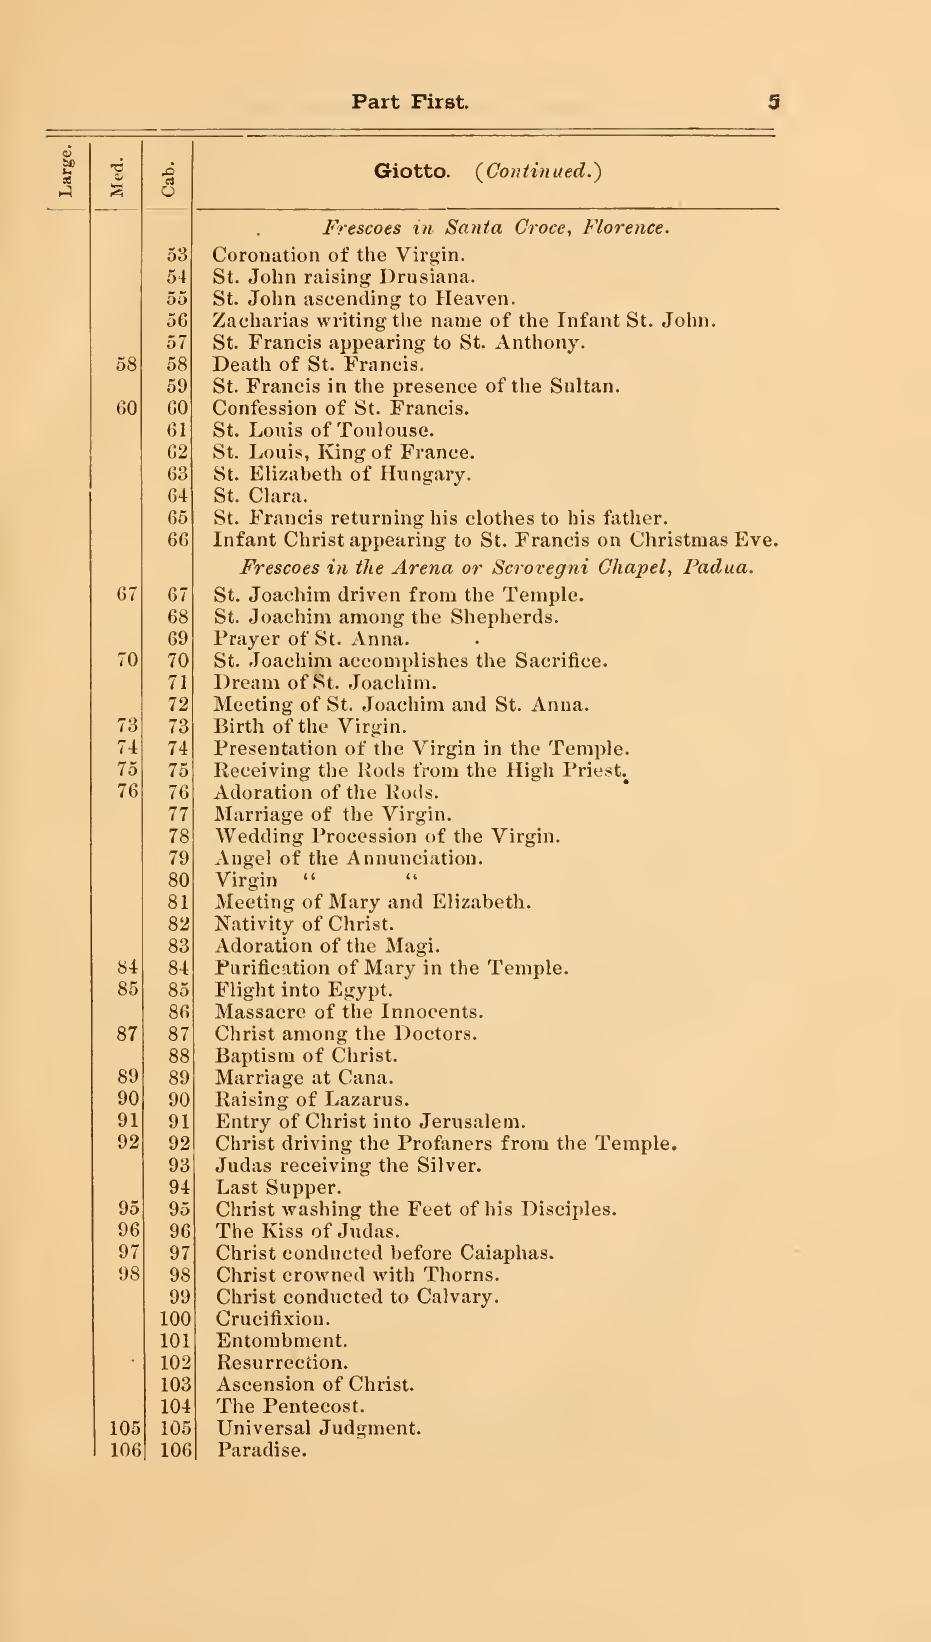 Part First. 5
Large. Med. Cab. Giotto. (Continued.)
Frescoes in Santa Croce, Florence.
53 Coronation of the Virgin.
54 St. John raising Drusiana.
55 St. John ascending to Heaven.
56 Zacharias writing the name of the Infant St. John.
57 St. Francis appearing to St. Anthony.
58 58 Death of St. Francis.
59 St. Francis in the presence of the Sultan.
60 60 Confession of St. Francis.
61 St. Louis of Toulouse.
62 St. Louis, King of France.
63 St. Elizabeth of Hungary.
64 St. Clara.
65 St. Francis returning his clothes to his father.
66 Infant Christ appearing to St. Francis on Christmas Eve.
Frescoes in the Arena or Scrovegni Chapel, Padua.
67 67 St. Joachim driven from the Temple.
68 St. Joachim among the Shepherds.
69 Prayer of St. Anna.
70 70 St. Joachim accomplishes the Sacrifice.
71 Dream of St. Joachim.
72 Meeting of St. Joachim and St. Anna.
73 73 Birth of the Virgin.
74 74 Presentation of the Virgin in the Temple.
75 75 Receiving the Rods from the High Priest.
76 76 Adoration of the Rods.
77 Marriage of the Virgin.
78 Wedding Procession of the Virgin.
79 Angel of the Annunciation.
80 Virgin “ “
81 Meeting of Mary and Elizabeth.
82 Nativity of Christ.
83 Adoration of the Magi.
84 84 Purification of Mary in the Temple.
85 85 Flight into Egypt.
86 Massacre of the Innocents.
87 87 Christ among the Doctors.
88 Baptism of Christ.
89 89 Marriage at Cana.
90 90 Raising of Lazarus.
91 91 Entry of Christ into Jerusalem.
92 92 Christ driving the Profaners from the Temple.
93 Judas receiving the Silver.
94 Last Supper.
95 95 Christ washing the Feet of his Disciples.
96 96 The Kiss of Judas.
97 97 Christ conducted before Caiaphas.
98 98 Christ crowned with Thorns.
99 Christ conducted to Calvary.
100 Crucifixion.
101 Entombment.
102 Resurrection.
103 Ascension of Christ.
104 The Pentecost.
105 105 Universal Judgment.
106 106 Paradise.